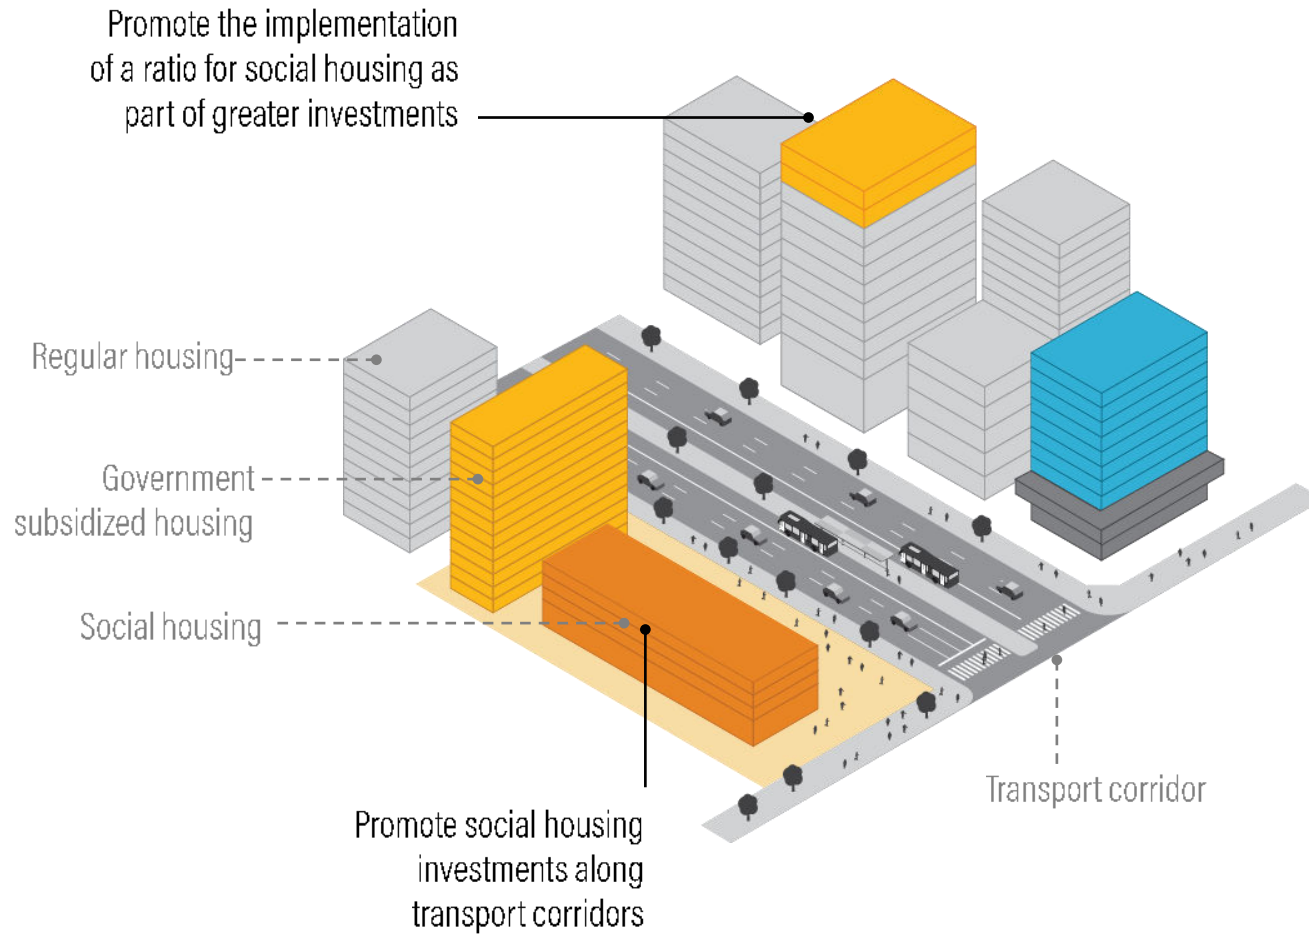 Promote the implementation
of a ratio for social housing as
part of greater investments
Regular housing
Government
subsidized housing
Social housing
Transport corridor
Promote social housing
investments along
transport corridors